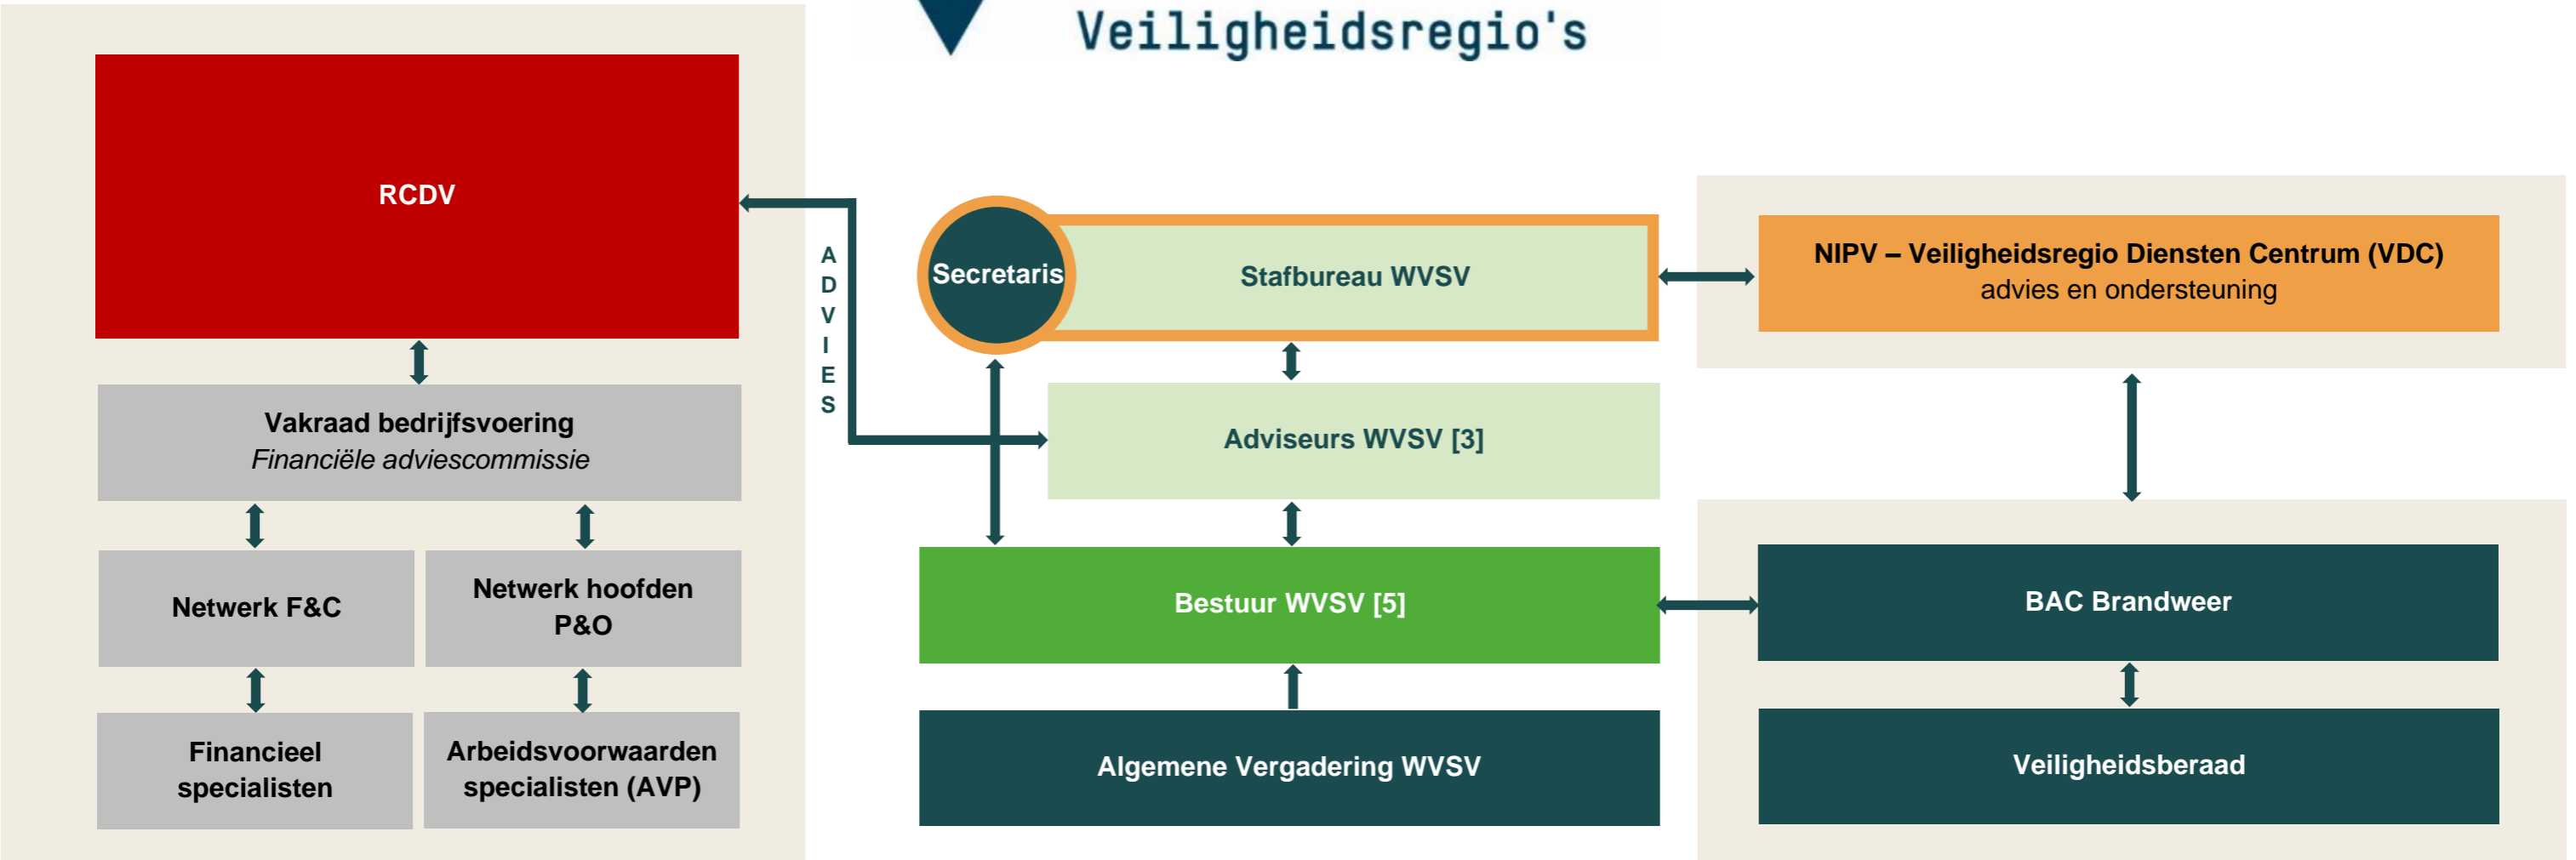 Veiligheidsregio's
RCDV
Vakraad bedrijfsvoering
Financiële adviescommissie
Netwerk F&C
Netwerk hoofden
P&O
Financieel
specialisten
Arbeidsvoorwaarden
specialisten (AVP)
ADVIES
Secretaris
Stafbureau WVSV
Adviseurs WVSV [3]
Bestuur WVSV [5]
Algemene Vergadering WVSV
NIPV – Veiligheidsregio Diensten Centrum (VDC)
advies en ondersteuning
BAC Brandweer
Veiligheidsberaad